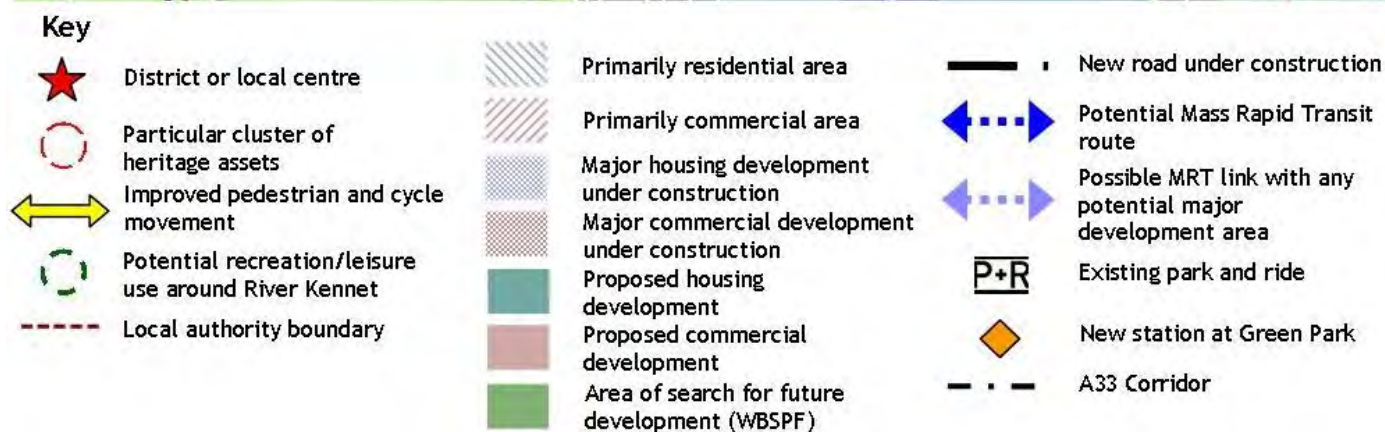 Key
District or local centre
Particular cluster of
heritage assets
Improved pedestrian and cycle
movement
Potential recreation/leisure
use around River Kennet
Local authority boundary
Primarily residential area
Primarily commercial area
Major housing development
under construction
Major commercial development
under construction
Proposed housing
development
Proposed commercial
development
Area of search for future
development (WBSPF)
New road under construction
Potential Mass Rapid Transit
route
Possible MRT link with any
potential major
development area
P+R
Existing park and ride
New station at Green Park
A33 Corridor